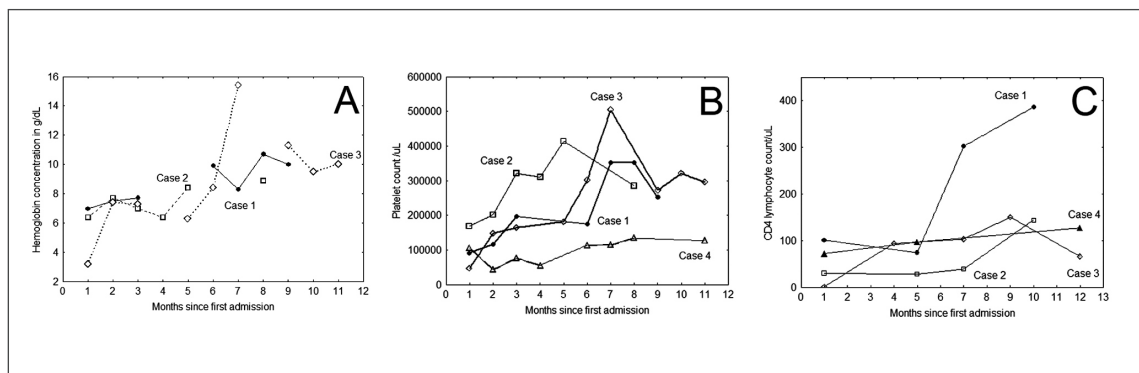 A
Hemoglobin concentration in g/dL
16
14
12
10
8
6
4
2
Case 2
Case 3
Case 1
0 1 2 3 4 5 6 7 8 9 10 11 12
Months since first admission
B
Platelet count /uL
600000
500000
400000
300000
200000
100000
0
Case 3
Case 2
Case 1
Case 4
0 1 2 3 4 5 6 7 8 9 10 11 12
Months since first admission
C
CD4 lymphocyte count/uL
400
300
200
100
0
Case 1
Case 4
Case 2
Case 3
0 1 2 3 4 5 6 7 8 9 10 11 12 13
Months since first admission